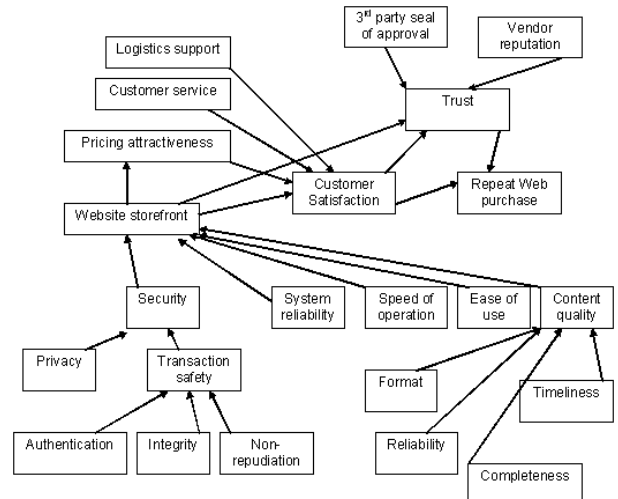 3rd party seal
of approval
Vendor
reputation
Logistics support
Customer service
Trust
Pricing attractiveness
Customer
Satisfaction
Repeat Web
purchase
Website storefront
Security
System
reliability
Speed of
operation
Ease of
use
Content
quality
Privacy
Transaction
safety
Format
Timeliness
Authentication
Integrity
Non-
repudiation
Reliability
Completeness